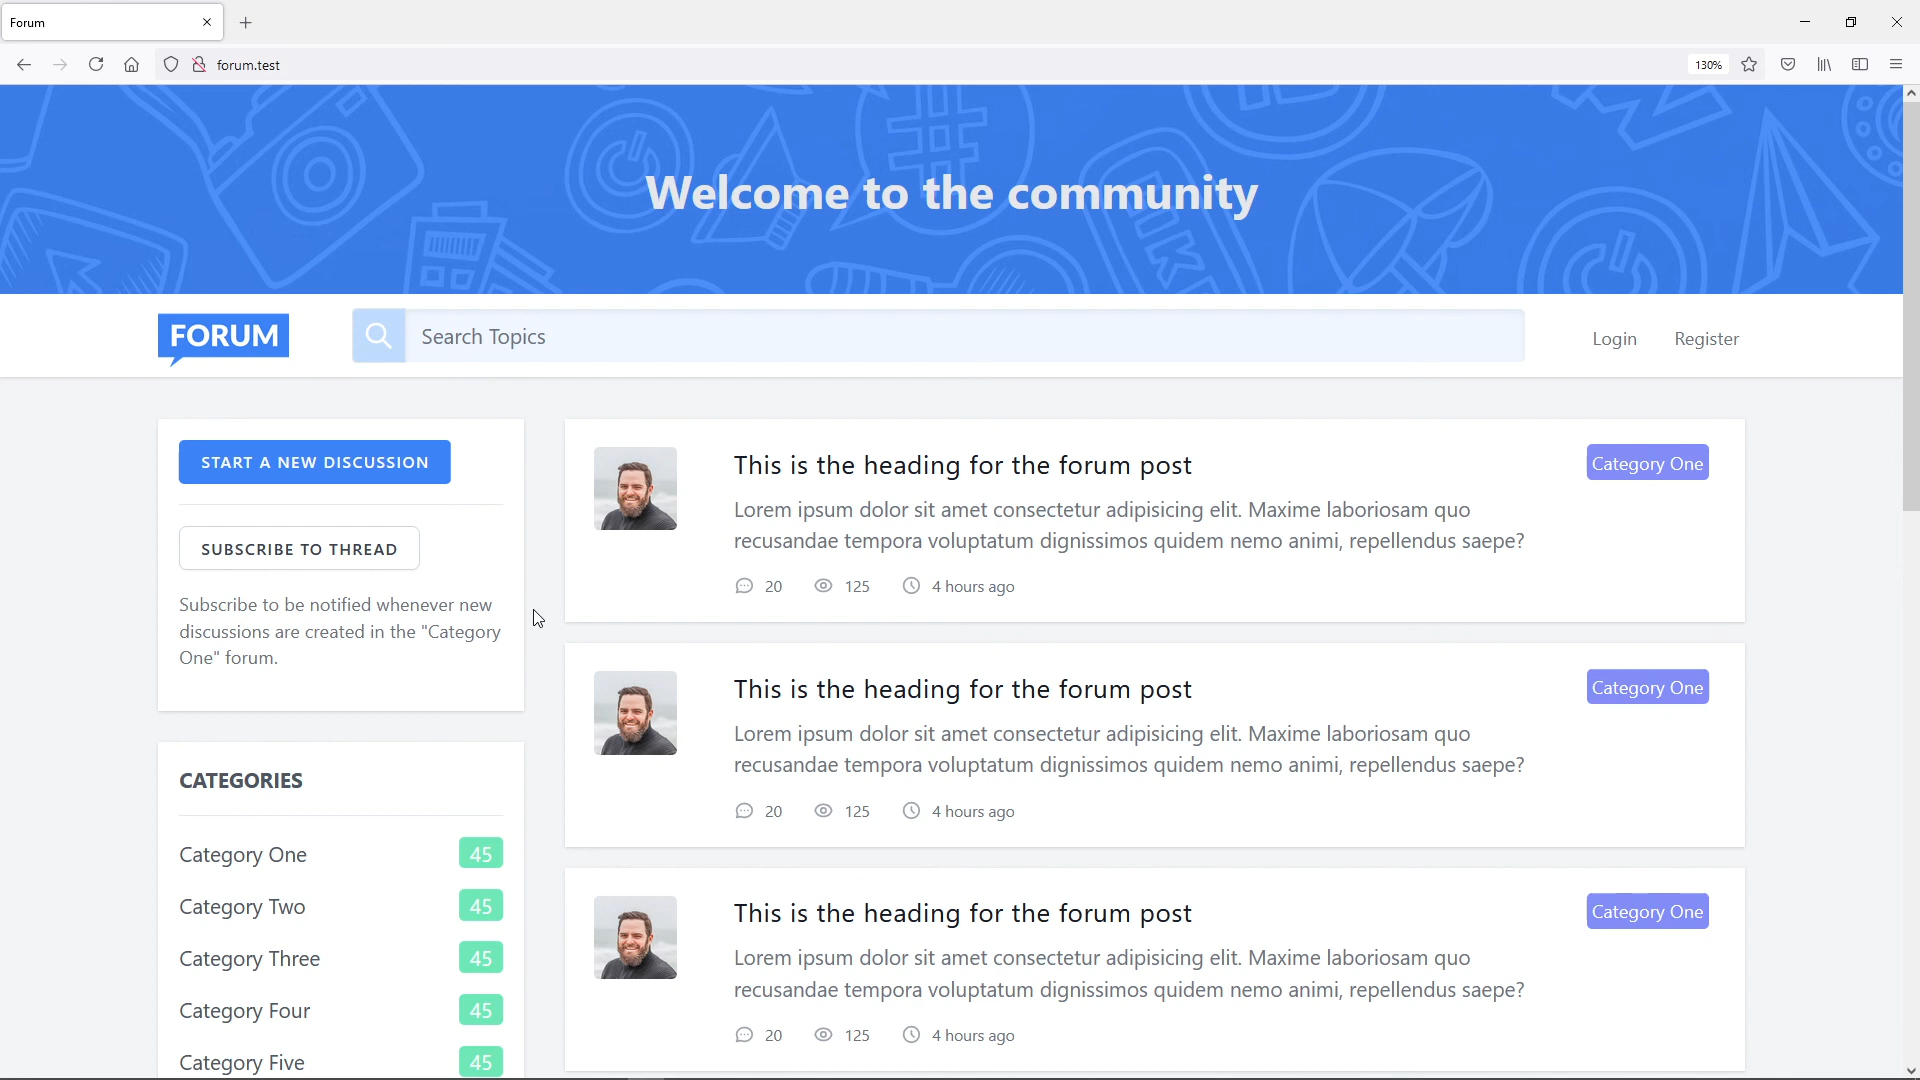 Forum
forum.test
130%
Welcome to the community
FORUM
Search Topics
Login
Register
START A NEW DISCUSSION
SUBSCRIBE TO THREAD
Subscribe to be notified whenever new
discussions are created in the "Category
One" forum.
CATEGORIES
Category One 45
Category Two 45
Category Three 45
Category Four 45
Category Five 45
This is the heading for the forum post
Category One
Lorem ipsum dolor sit amet consectetur adipisicing elit. Maxime laboriosam quo
recusandae tempora voluptatum dignissimos quidem nemo animi, repellendus saepe?
20 125 4 hours ago
This is the heading for the forum post
Category One
Lorem ipsum dolor sit amet consectetur adipisicing elit. Maxime laboriosam quo
recusandae tempora voluptatum dignissimos quidem nemo animi, repellendus saepe?
20 125 4 hours ago
This is the heading for the forum post
Category One
Lorem ipsum dolor sit amet consectetur adipisicing elit. Maxime laboriosam quo
recusandae tempora voluptatum dignissimos quidem nemo animi, repellendus saepe?
20 125 4 hours ago